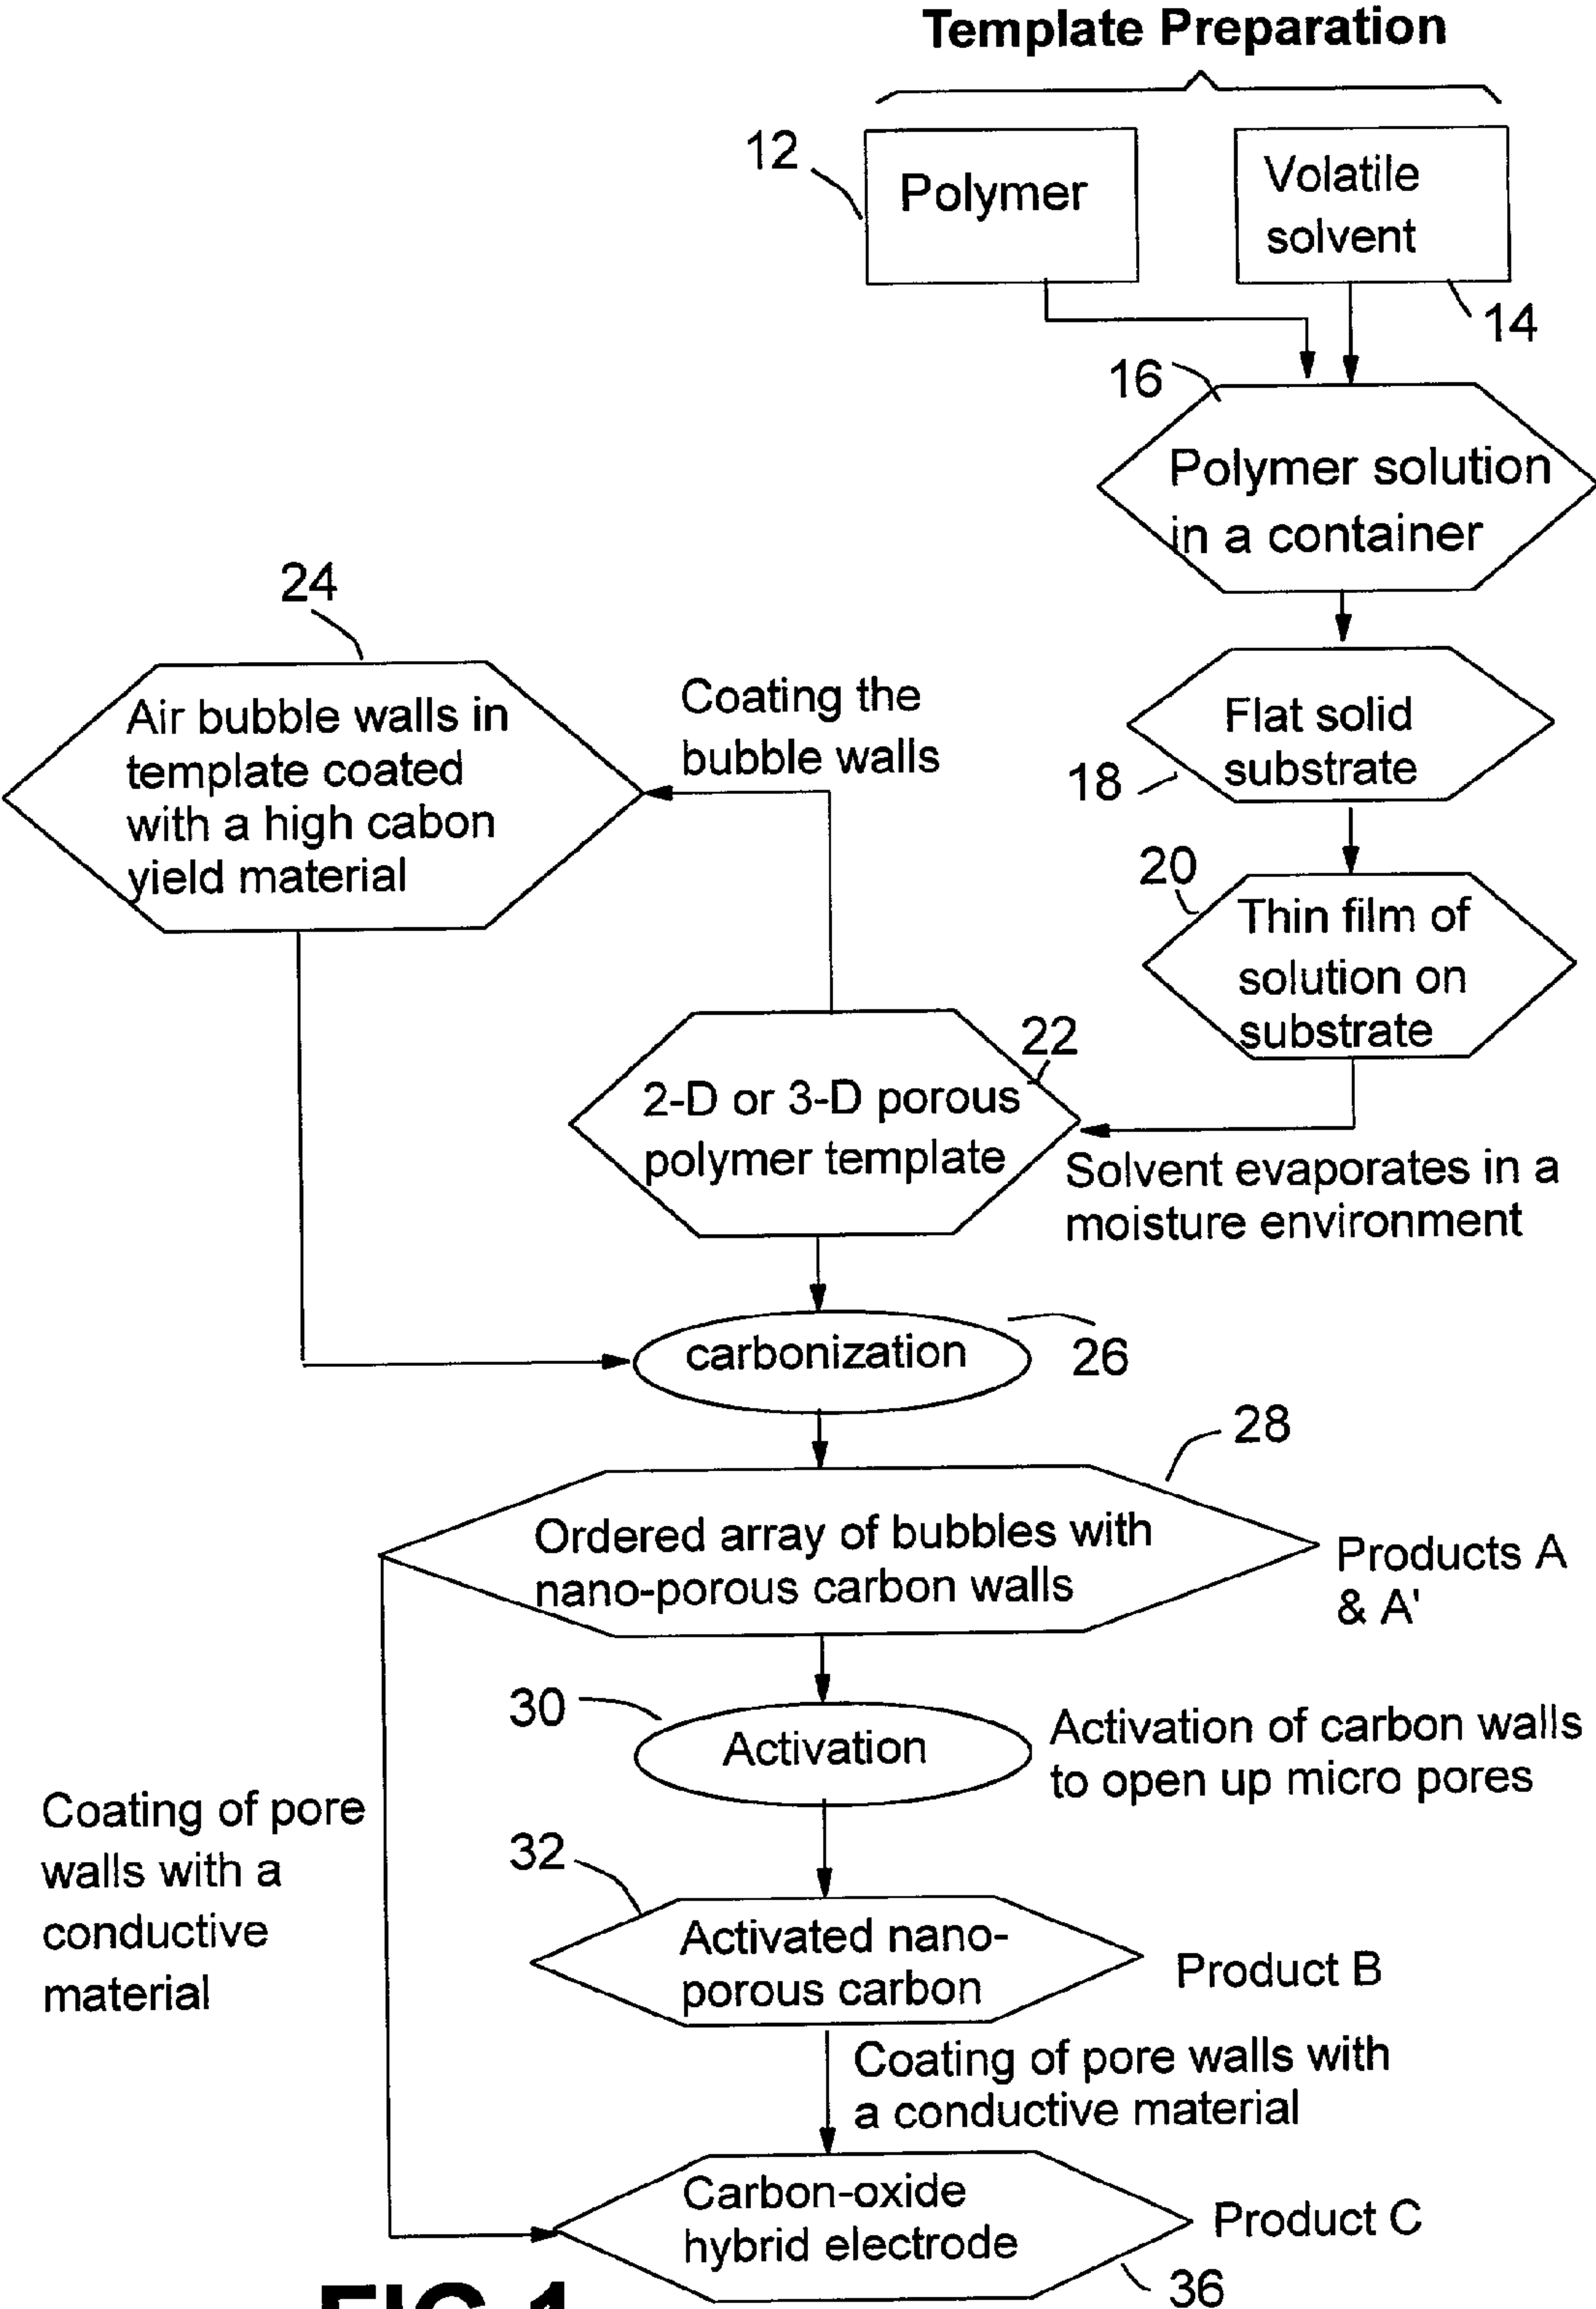 Template Preparation
12
Polymer
Volatile
solvent
14
16
Polymer solution
in a container
24
Air bubble walls in
template coated
with a high cabon
yield material
Coating the
bubble walls
Flat solid
substrate
18
20
Thin film of
solution on
substrate
22
2-D or 3-D porous
polymer template
Solvent evaporates in a
moisture environment
carbonization
26
28
Ordered array of bubbles with
nano-porous carbon walls
Products A
& A'
30
Activation
Activation of carbon walls
to open up micro pores
Coating of pore
walls with a
conductive
material
32
Activated nano-
porous carbon
Product B
Coating of pore walls with
a conductive material
Carbon-oxide
hybrid electrode
Product C
36
FIG.1